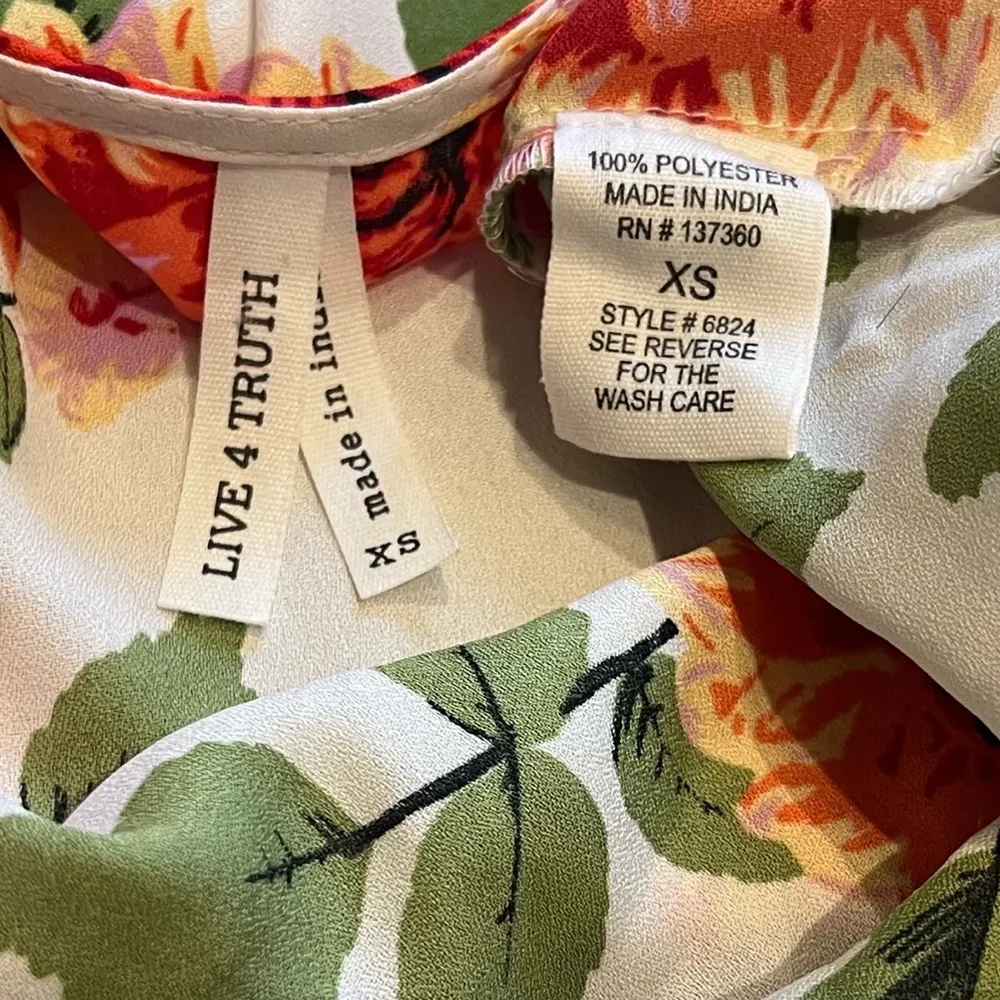 LIVE 4 TRUTH
made in
XS
100% POLYESTER
MADE IN INDIA
RN # 137360
XS
STYLE # 6824
SEE REVERSE
FOR THE
WASH CARE